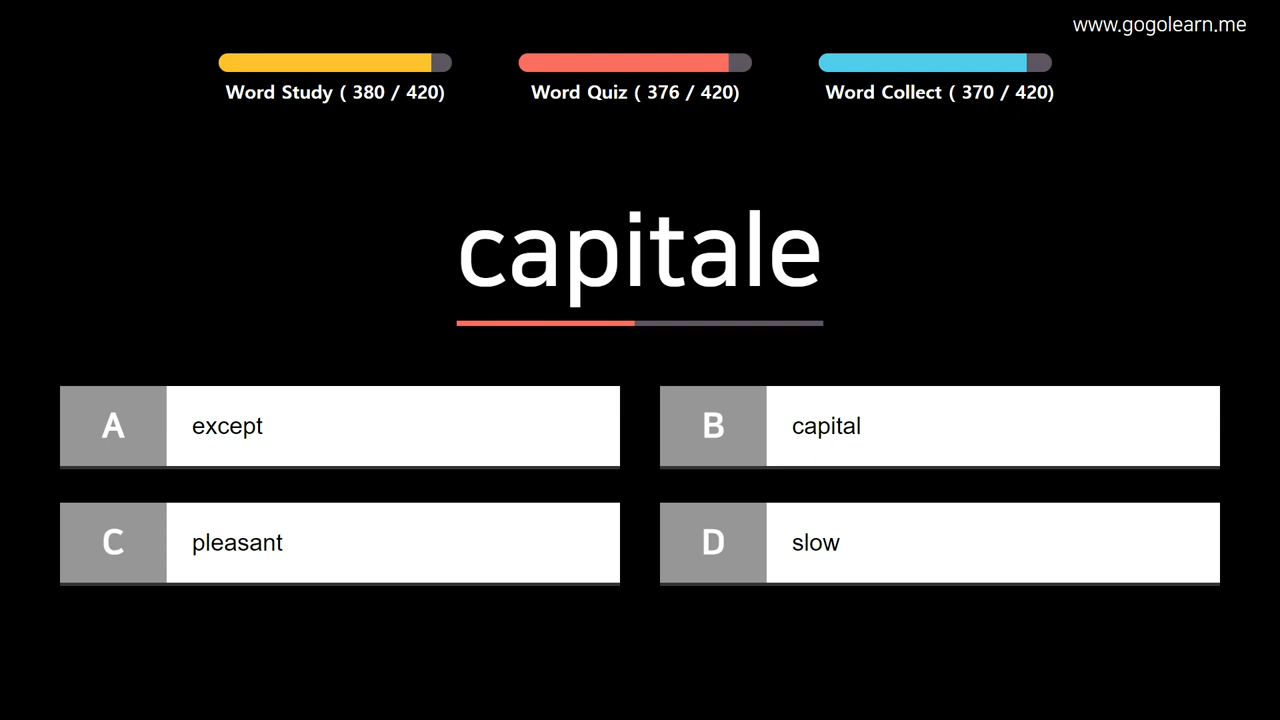 www.gogolearn.me
Word Study ( 380 / 420)
Word Quiz ( 376 / 420)
Word Collect ( 370 / 420)
capitale
A except
B capital
C pleasant
D slow